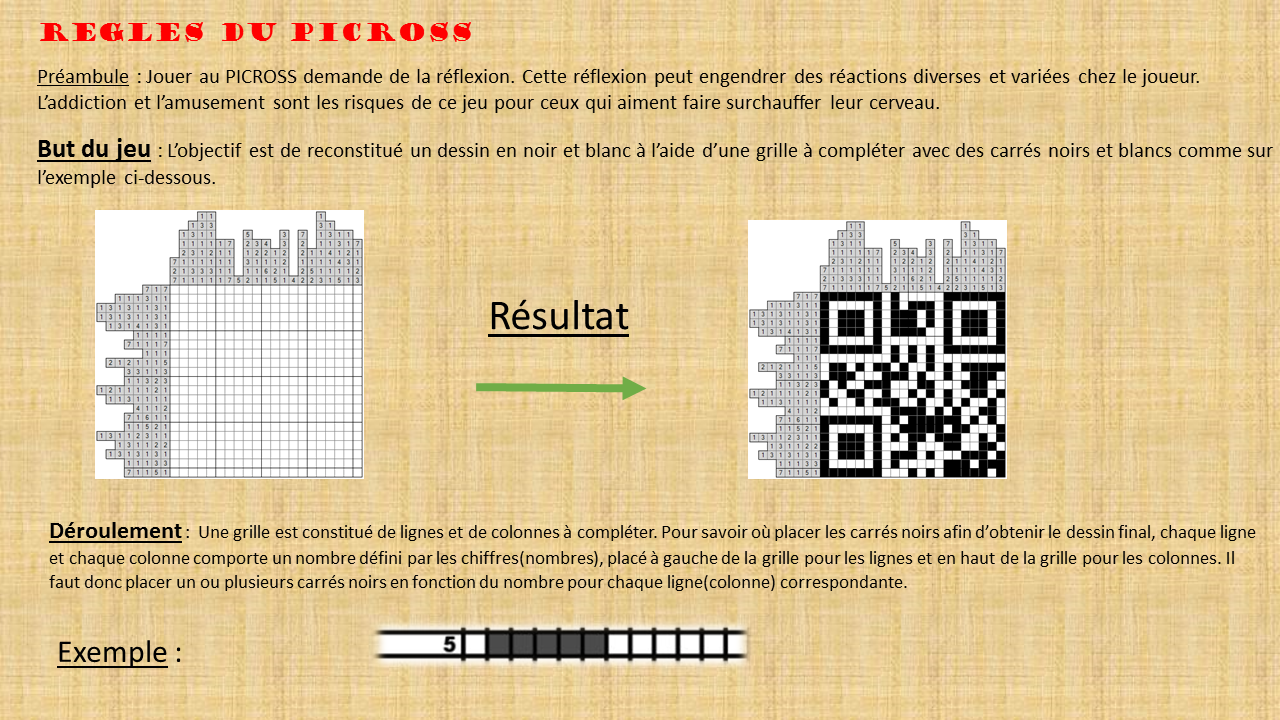 REGLES DU PICROSS
Préambule : Jouer au PICROSS demande de la réflexion. Cette réflexion peut engendrer des réactions diverses et variées chez le joueur.
L’addiction et l’amusement sont les risques de ce jeu pour ceux qui aiment faire surchauffer leur cerveau.
But du jeu : L’objectif est de reconstitué un dessin en noir et blanc à l’aide d’une grille à compléter avec des carrés noirs et blancs comme sur
l’exemple ci-dessous.
Résultat
Déroulement : Une grille est constitué de lignes et de colonnes à compléter. Pour savoir où placer les carrés noirs afin d’obtenir le dessin final, chaque ligne
et chaque colonne comporte un nombre défini par les chiffres(nombres), placé à gauche de la grille pour les lignes et en haut de la grille pour les colonnes. Il
faut donc placer un ou plusieurs carrés noirs en fonction du nombre pour chaque ligne(colonne) correspondante.
Exemple :
5